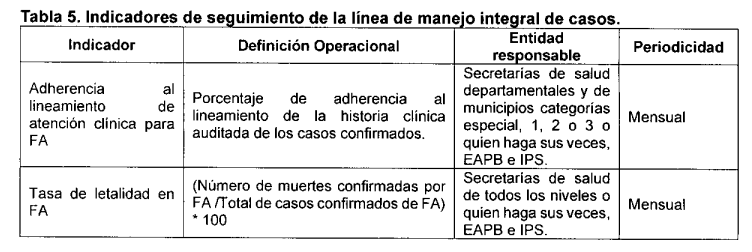 Tabla 5. Indicadores de seguimiento de la línea de manejo integral de casos.
Indicador
Definición Operacional
Entidad
responsable
Periodicidad
Adherencia al
lineamiento de
atención clínica para
FA
Porcentaje de adherencia al
lineamiento de la historia clínica
auditada de los casos confirmados.
Secretarías de salud
departamentales y de
municipios categorías
especial, 1, 2 o 3 o
quien haga sus veces,
EAPB e IPS.
Mensual
Tasa de letalidad en
FA
(Número de muertes confirmadas por
FA /Total de casos confirmados de FA)
* 100
Secretarías de salud
de todos los niveles o
quien haga sus veces,
EAPB e IPS.
Mensual